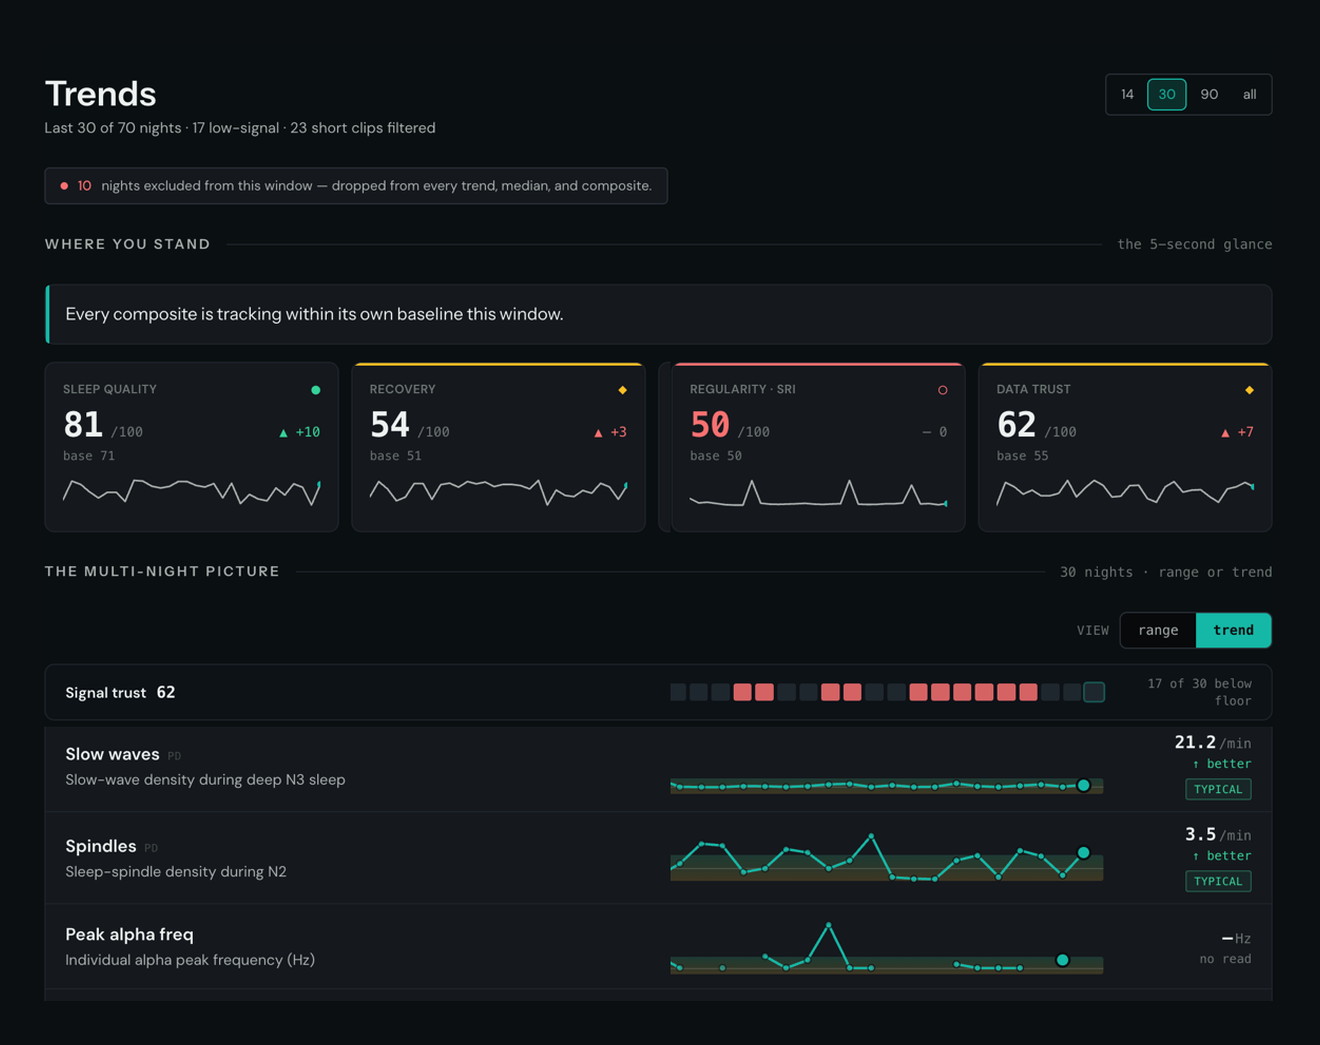 Trends
14 30 90 all
Last 30 of 70 nights · 17 low-signal · 23 short clips filtered
10 nights excluded from this window — dropped from every trend, median, and composite.
WHERE YOU STAND
the 5-second glance
Every composite is tracking within its own baseline this window.
SLEEP QUALITY
81 /100
▲ +10
base 71
RECOVERY
54 /100
▲ +3
base 51
REGULARITY · SRI
50 /100
— 0
base 50
DATA TRUST
62 /100
▲ +7
base 55
THE MULTI-NIGHT PICTURE
30 nights · range or trend
VIEW range trend
Signal trust 62
17 of 30 below
floor
Slow waves PD
Slow-wave density during deep N3 sleep
21.2 /min
↑ better
TYPICAL
Spindles PD
Sleep-spindle density during N2
3.5 /min
↑ better
TYPICAL
Peak alpha freq
Individual alpha peak frequency (Hz)
— Hz
no read